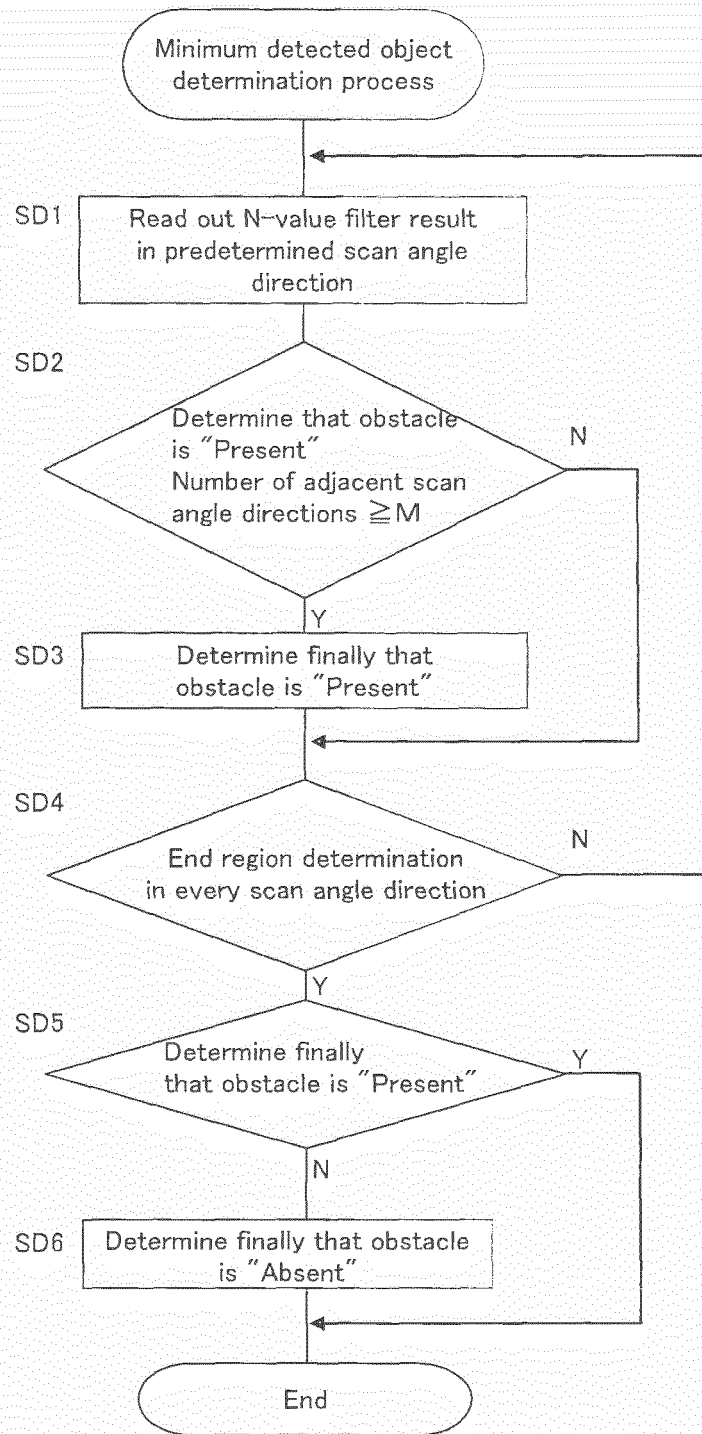 Minimum detected object
determination process
SD1
Read out N-value filter result
in predetermined scan angle
direction
SD2
Determine that obstacle
is "Present"
Number of adjacent scan
angle directions ≧M
N
Y
SD3
Determine finally that
obstacle is "Present"
SD4
End region determination
in every scan angle direction
N
Y
SD5
Determine finally
that obstacle is "Present"
Y
N
SD6
Determine finally that obstacle
is "Absent"
End